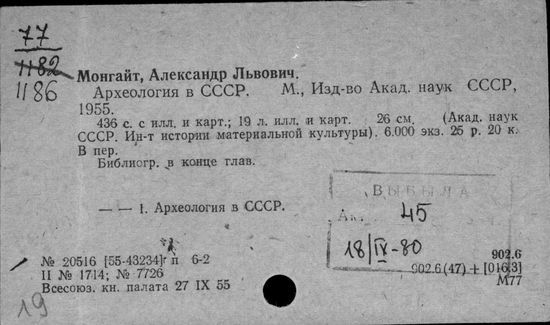 77
1182
1186
Монгайт, Александр Львович.
Археология в СССР. М., Изд-во Акад. наук СССР,
1955.
436 с. с илл. и карт.; 19 л. илл. и карт. 26 см. (Акад. наук
СССР. Ин-т истории материальной культуры). 6.000 экз. 25 р. 20 к.
В пер.
Библиогр. в конце глав.
ВЫБЫЛА
— — 1. Археология в СССР.
Ак 45
18/IX-80
№ 20516 [55-43234]г п 6-2
902.6
II № 1714; № 7726
902.6(47) + [016.3]
Всесоюз. кн. палата 27 IX 55
М77
19